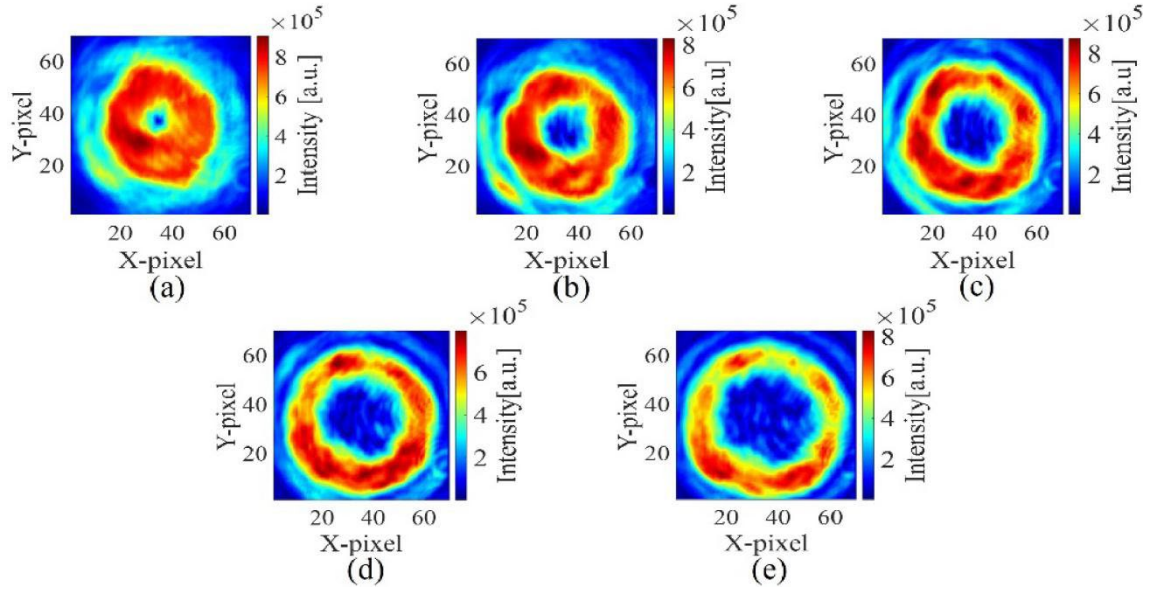 ×10⁵
8
6
4
2
Intensity [a.u.]
60
40
20
Y-pixel
20 40 60
X-pixel
(a)
×10⁵
8
6
4
2
Intensity[a.u.]
60
40
20
Y-pixel
20 40 60
X-pixel
(b)
×10⁵
8
6
4
2
Intensity[a.u]
60
40
20
Y-pixel
20 40 60
X-pixel
(c)
×10⁵
6
4
2
Intensity[a.u.]
60
40
20
Y-pixel
20 40 60
X-pixel
(d)
×10⁵
8
6
4
2
Intensity[a.u.]
60
40
20
Y-pixel
20 40 60
X-pixel
(e)